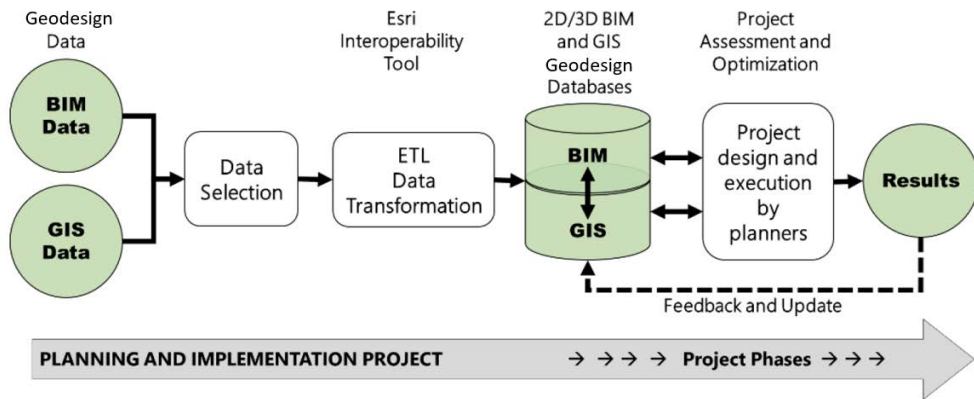 Geodesign
Data
Esri
Interoperability
Tool
2D/3D BIM
and GIS
Geodesign
Databases
Project
Assessment and
Optimization
BIM
Data
GIS
Data
Data
Selection
ETL
Data
Transformation
BIM
GIS
Project
design and
execution
by
planners
Results
Feedback and Update
PLANNING AND IMPLEMENTATION PROJECT → → → → Project Phases → → →